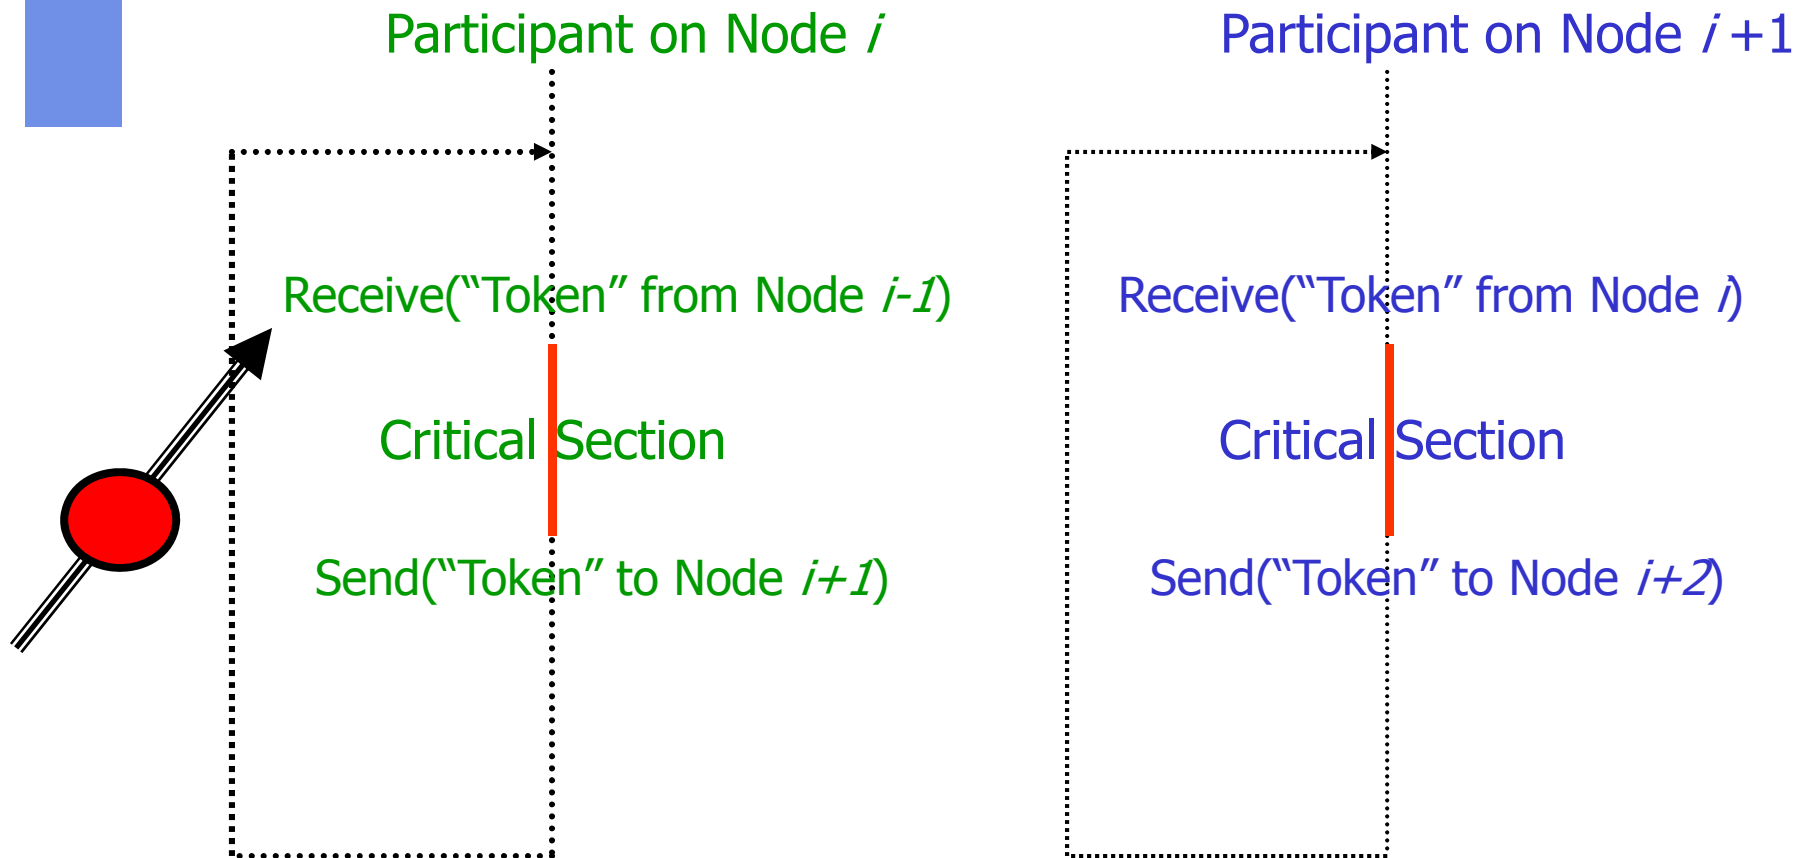 Participant on Node i
Participant on Node i +1
Receive(“Token” from Node i-1)
Receive(“Token” from Node i)
Critical Section
Critical Section
Send(“Token” to Node i+1)
Send(“Token” to Node i+2)